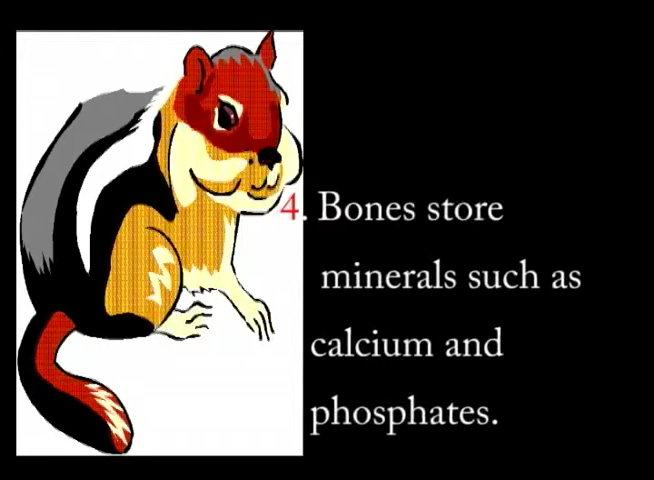 4. Bones store
minerals such as
calcium and
phosphates.